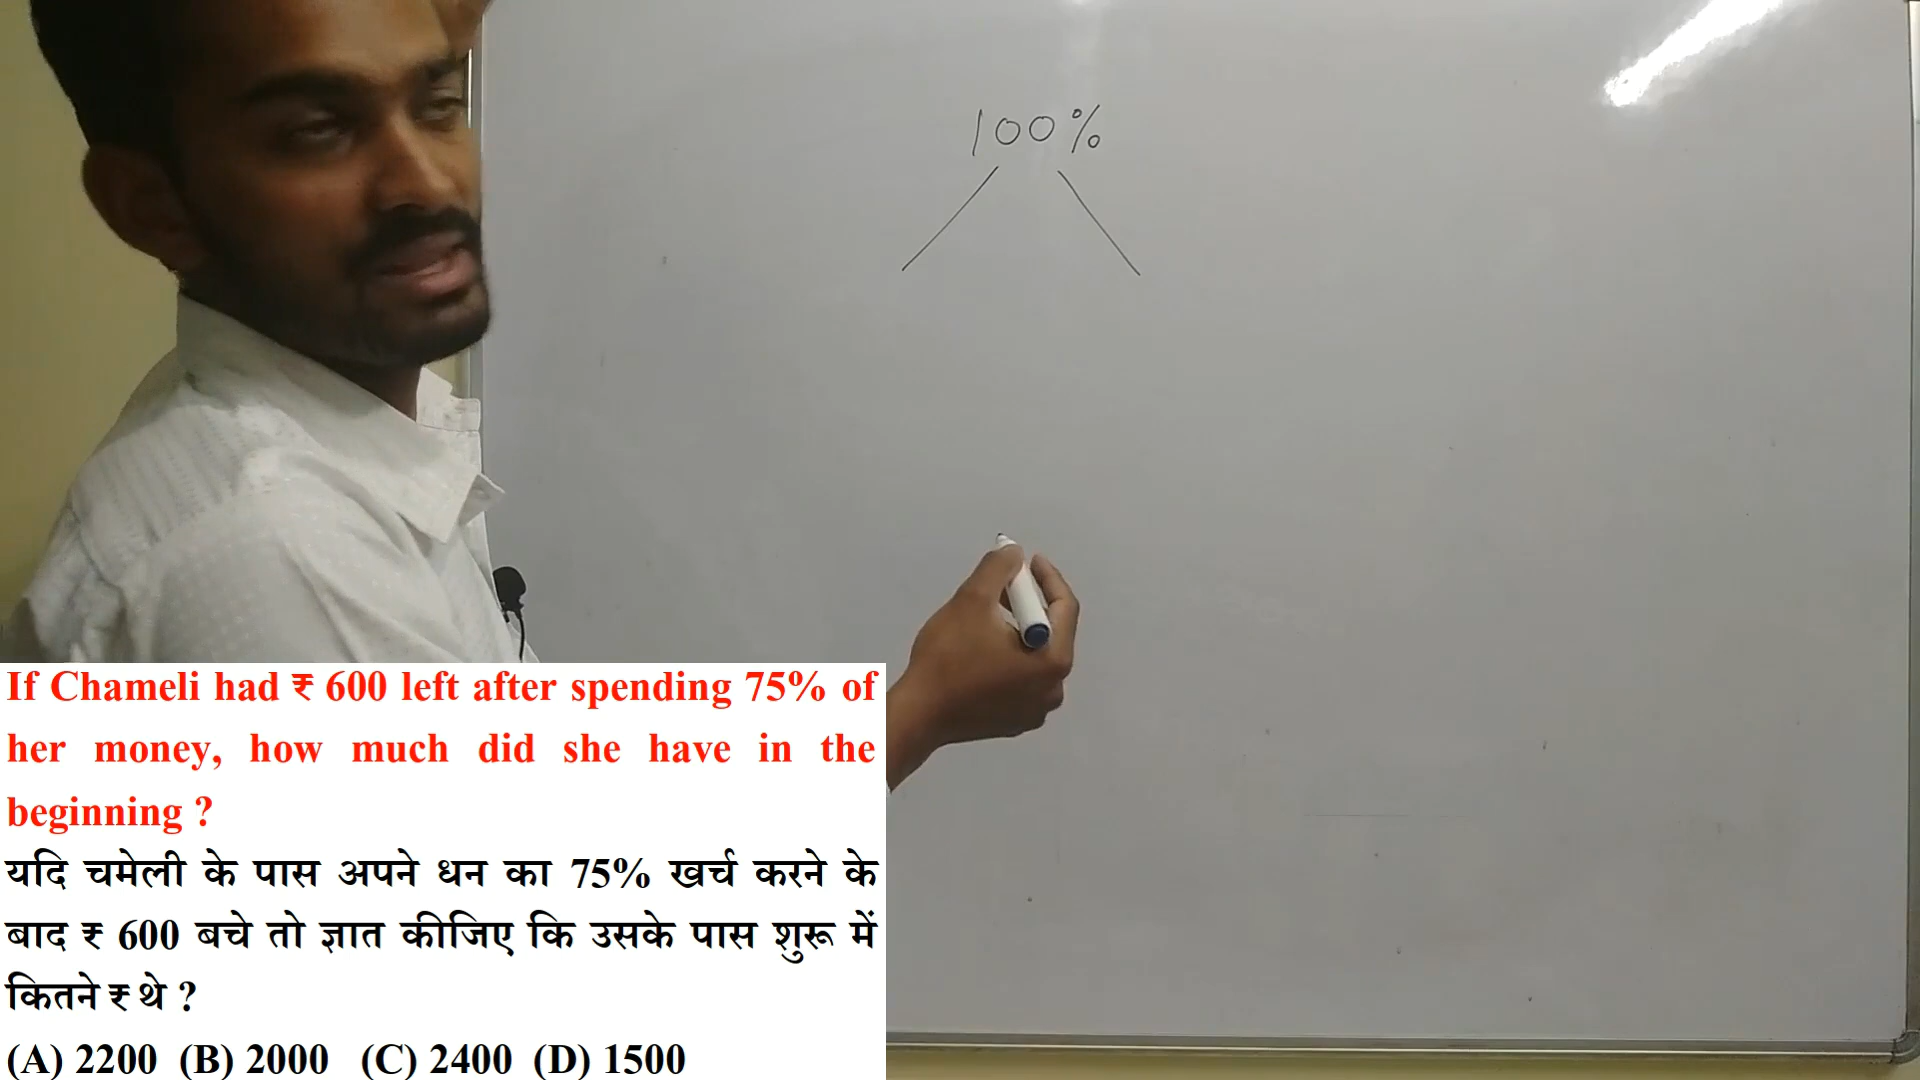 100%
If Chameli had ₹ 600 left after spending 75% of
her money, how much did she have in the
beginning ?
यदि चमेली के पास अपने धन का 75% खर्च करने के
बाद ₹ 600 बचे तो ज्ञात कीजिए कि उसके पास शुरू में
कितने ₹ थे ?
(A) 2200 (B) 2000 (C) 2400 (D) 1500